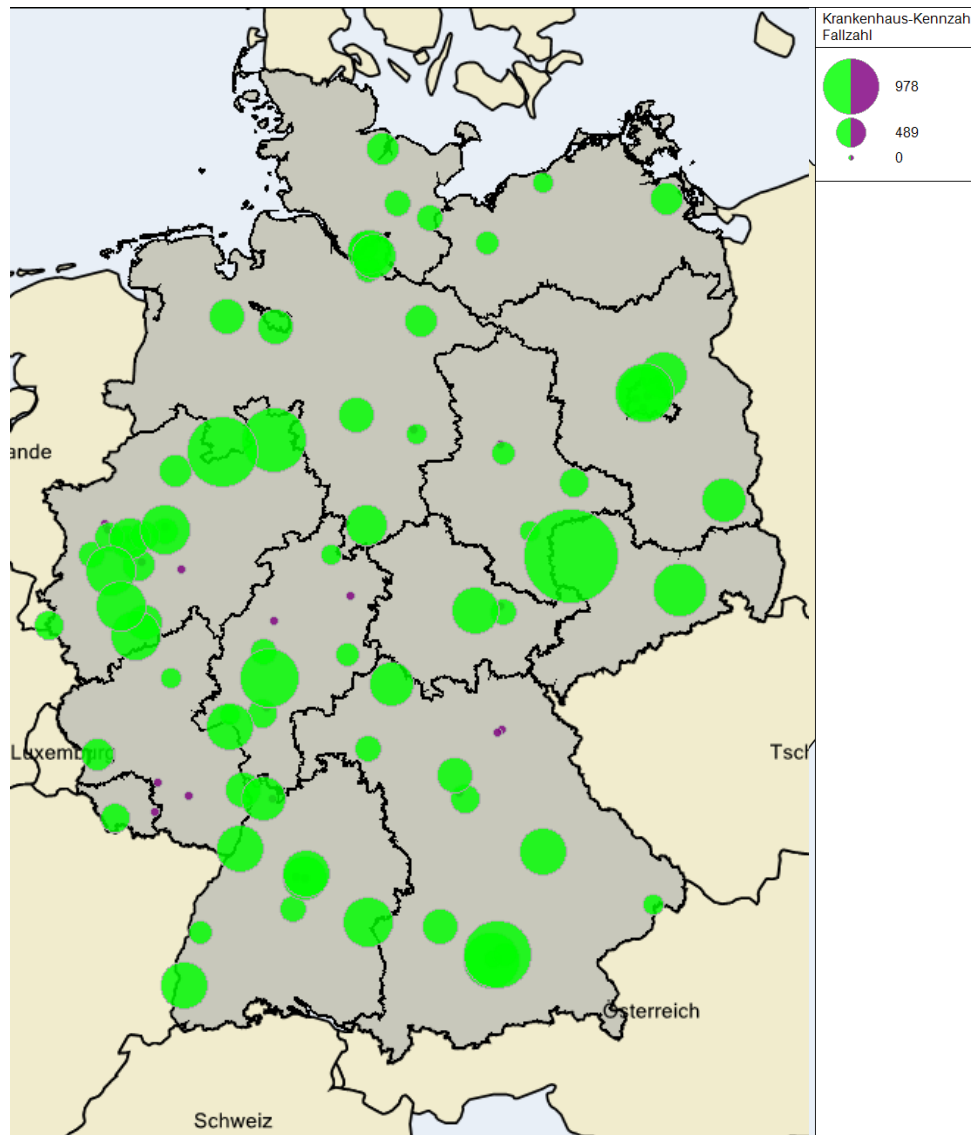 Krankenhaus-Kennzah
Fallzahl
978
489
0
ande
Luxemburg
Tsch
Österreich
Schweiz